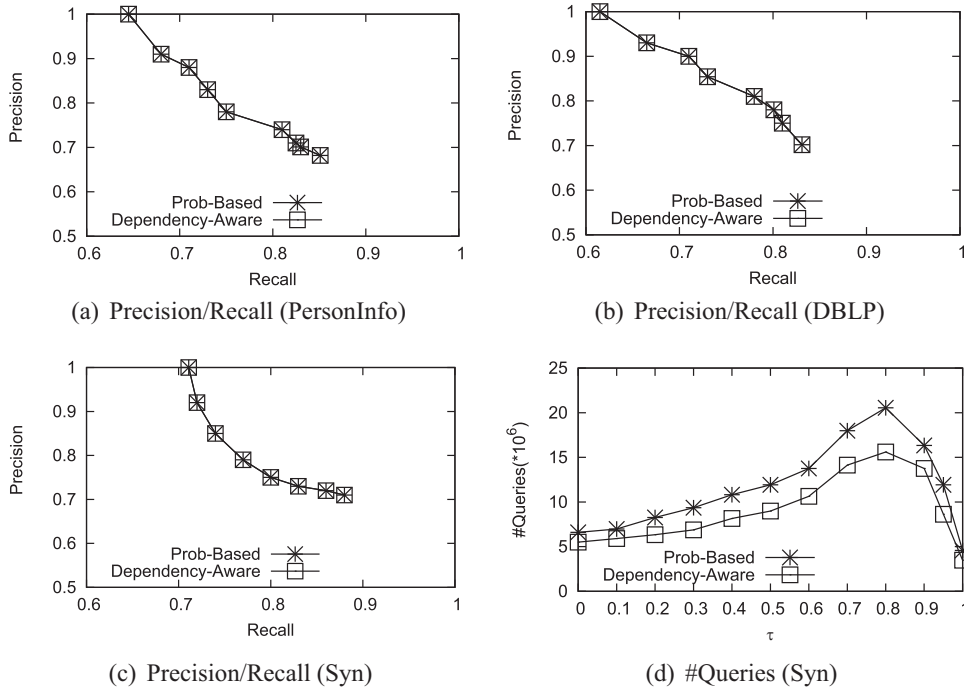 1
0.9
0.8
0.7
0.6
0.5
Precision
Prob-Based
Dependency-Aware
0.6 0.7 0.8 0.9 1
Recall
(a) Precision/Recall (PersonInfo)
1
0.9
0.8
0.7
0.6
0.5
Precision
Prob-Based
Dependency-Aware
0.6 0.7 0.8 0.9 1
Recall
(b) Precision/Recall (DBLP)
1
0.9
0.8
0.7
0.6
0.5
Precision
Prob-Based
Dependency-Aware
0.6 0.7 0.8 0.9 1
Recall
(c) Precision/Recall (Syn)
25
20
15
10
5
0
#Queries(*10^6)
Prob-Based
Dependency-Aware
0 0.1 0.2 0.3 0.4 0.5 0.6 0.7 0.8 0.9 1
τ
(d) #Queries (Syn)